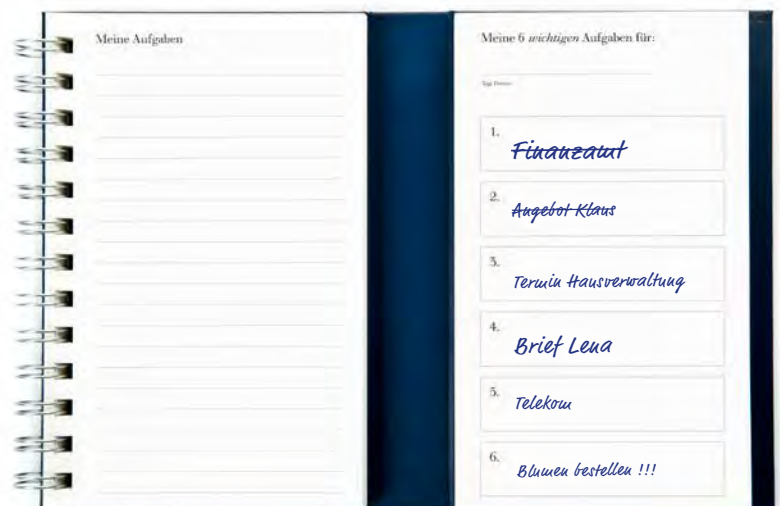 Meine Aufgaben
Meine 6 wichtigen Aufgaben für:
1.
Finanzamt
2.
Angebot Klaus
3.
Termin Hausverwaltung
4.
Brief Lena
5.
Telekom
6.
Blumen bestellen !!!